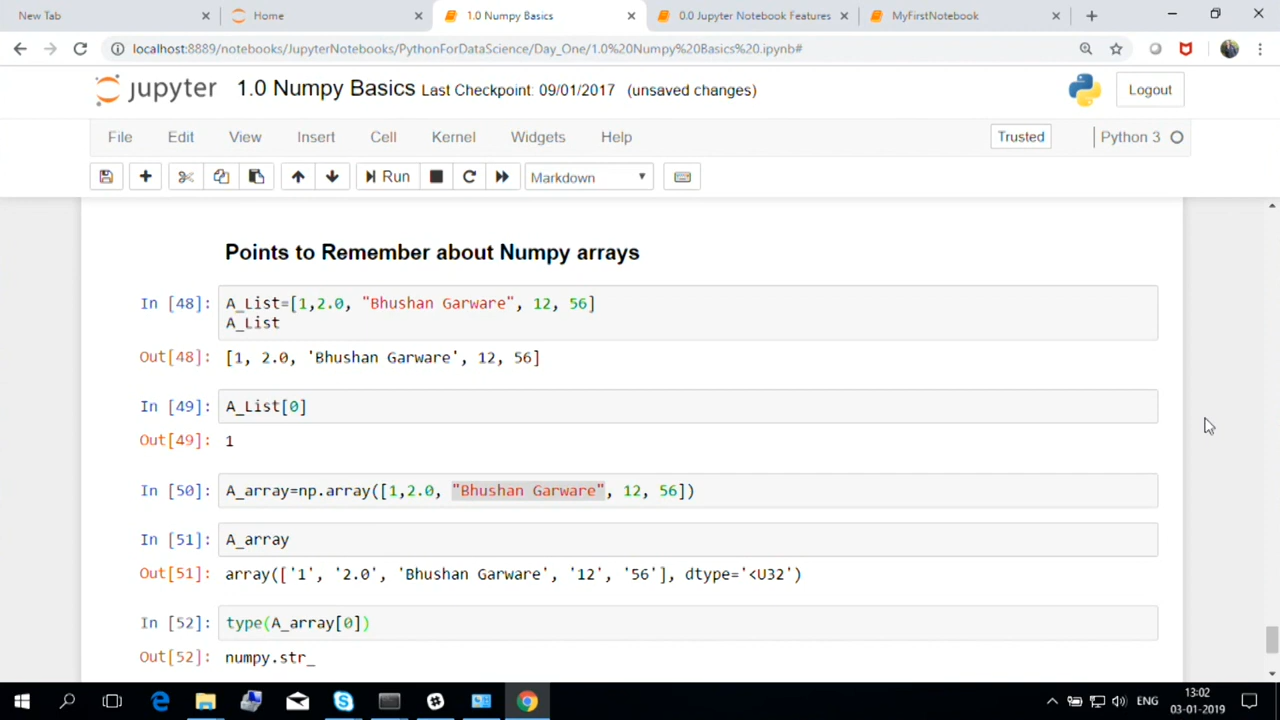 New Tab
Home
1.0 Numpy Basics
0.0 Jupyter Notebook Features
MyFirstNotebook
localhost:8889/notebooks/JupyterNotebooks/PythonForDataScience/Day_One/1.0%20Numpy%20Basics%20.ipynb#
jupyter 1.0 Numpy Basics Last Checkpoint: 09/01/2017 (unsaved changes)
Logout
File Edit View Insert Cell Kernel Widgets Help
Trusted
Python 3
Run
Markdown
Points to Remember about Numpy arrays
In [48]: A_List=[1,2.0, "Bhushan Garware", 12, 56]
A_List
Out[48]: [1, 2.0, 'Bhushan Garware', 12, 56]
In [49]: A_List[0]
Out[49]: 1
In [50]: A_array=np.array([1,2.0, "Bhushan Garware", 12, 56])
In [51]: A_array
Out[51]: array(['1', '2.0', 'Bhushan Garware', '12', '56'], dtype='<U32')
In [52]: type(A_array[0])
Out[52]: numpy.str_
ENG
13:02
03-01-2019